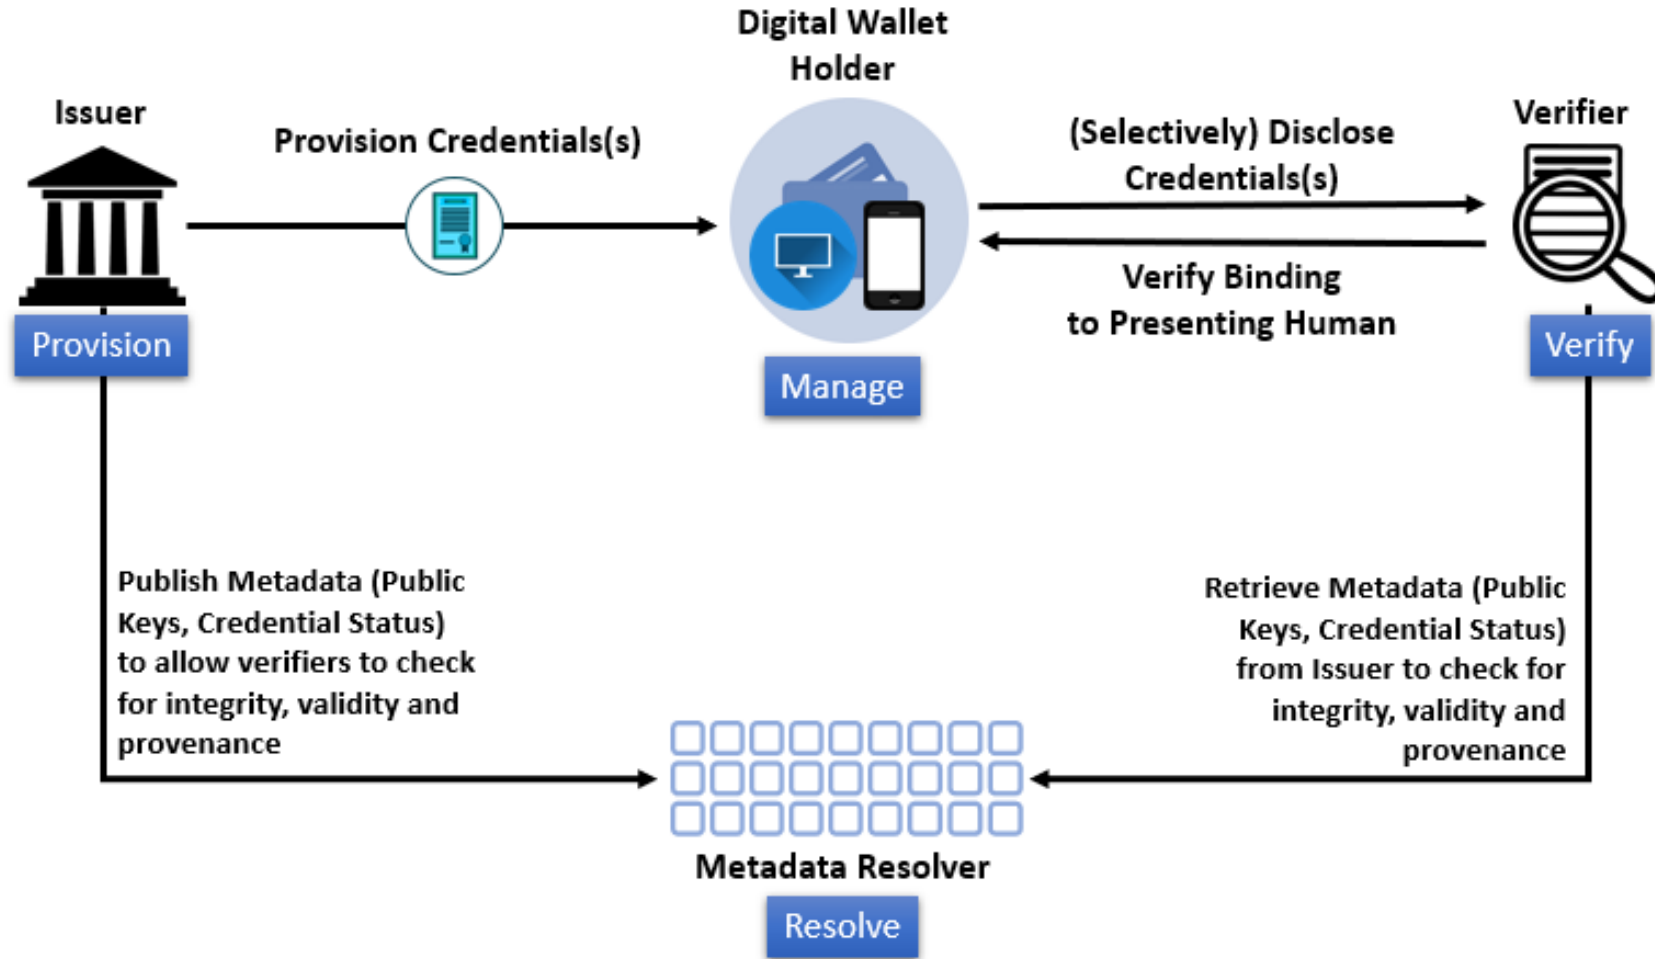 Digital Wallet
Holder
Issuer
Provision Credentials(s)
(Selectively) Disclose
Credentials(s)
Verifier
Verify Binding
to Presenting Human
Provision
Manage
Verify
Publish Metadata (Public
Keys, Credential Status)
to allow verifiers to check
for integrity, validity and
provenance
Retrieve Metadata (Public
Keys, Credential Status)
from Issuer to check for
integrity, validity and
provenance
Metadata Resolver
Resolve